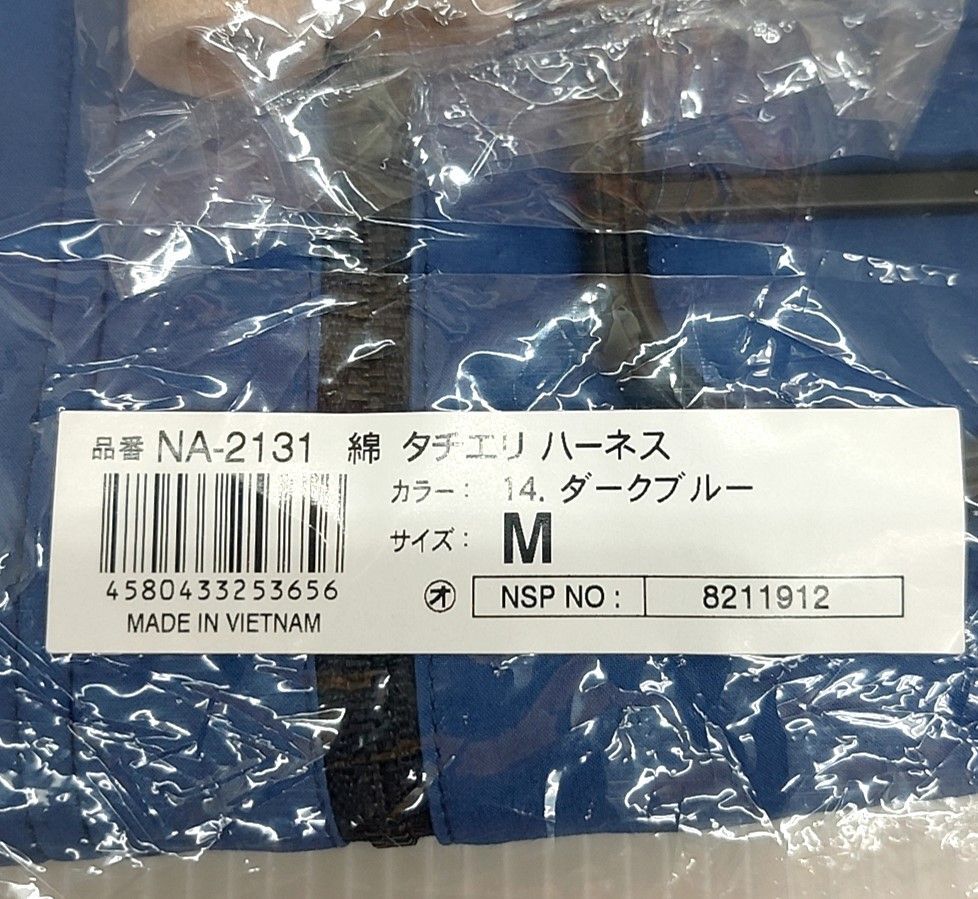 品番 NA-2131 綿 タチエリ ハーネス
カラー： 14. ダークブルー
サイズ： M
4580433253656
㋔ NSP NO : 8211912
MADE IN VIETNAM